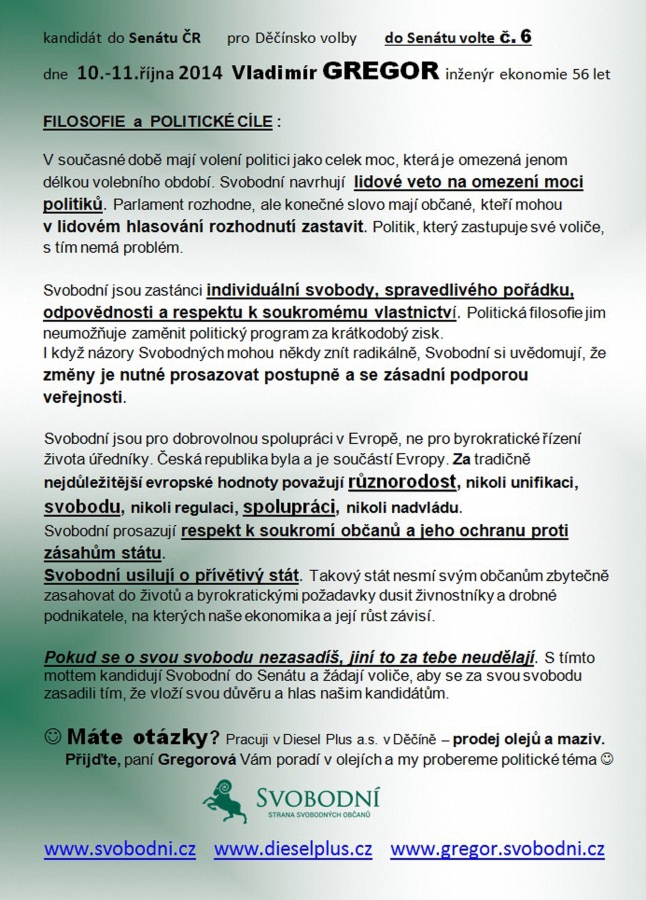 kandidát do Senátu ČR pro Děčínsko volby do Senátu volte č. 6
dne 10.-11.října 2014 Vladimír GREGOR inženýr ekonomie 56 let
FILOSOFIE a POLITICKÉ CÍLE :
V současné době mají volení politici jako celek moc, která je omezená jenom
délkou volebního období. Svobodní navrhují lidové veto na omezení moci
politiků. Parlament rozhodne, ale konečné slovo mají občané, kteří mohou
v lidovém hlasování rozhodnutí zastavit. Politik, který zastupuje své voliče,
s tím nemá problém.
Svobodní jsou zastánci individuální svobody, spravedlivého pořádku,
odpovědnosti a respektu k soukromému vlastnictví. Politická filosofie jim
neumožňuje zaměnit politický program za krátkodobý zisk.
I když názory Svobodných mohou někdy znít radikálně, Svobodní si uvědomují, že
změny je nutné prosazovat postupně a se zásadní podporou
veřejnosti.
Svobodní jsou pro dobrovolnou spolupráci v Evropě, ne pro byrokratické řízení
života úředníky. Česká republika byla a je součástí Evropy. Za tradičně
nejdůležitější evropské hodnoty považují různorodost, nikoli unifikaci,
svobodu, nikoli regulaci, spolupráci, nikoli nadvládu.
Svobodní prosazují respekt k soukromí občanů a jeho ochranu proti
zásahům státu.
Svobodní usilují o přívětivý stát. Takový stát nesmí svým občanům zbytečně
zasahovat do životů a byrokratickými požadavky dusit živnostníky a drobné
podnikatele, na kterých naše ekonomika a její růst závisí.
Pokud se o svou svobodu nezasadíš, jiní to za tebe neudělají. S tímto
mottem kandidují Svobodní do Senátu a žádají voliče, aby se za svou svobodu
zasadili tím, že vloží svou důvěru a hlas našim kandidátům.
☺ Máte otázky? Pracuji v Diesel Plus a.s. v Děčíně – prodej olejů a maziv.
Přijďte, paní Gregorová Vám poradí v olejích a my probereme politické téma ☺
SVOBODNÍ
STRANA SVOBODNÝCH OBČANŮ
www.svobodni.cz www.dieselplus.cz www.gregor.svobodni.cz